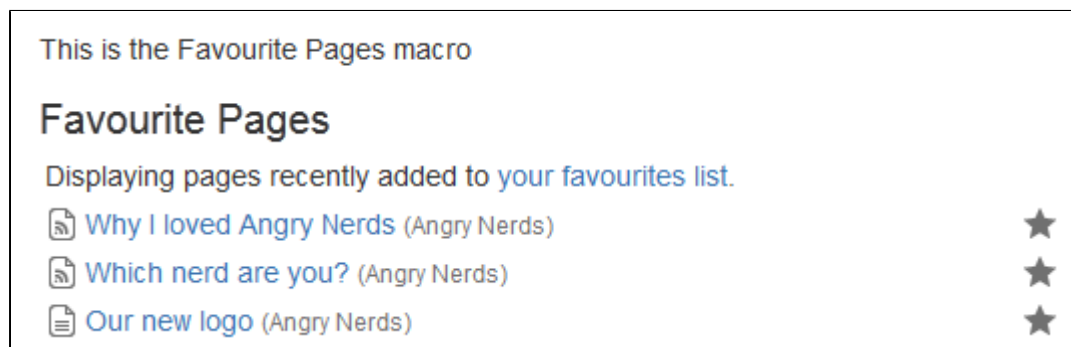 This is the Favourite Pages macro
Favourite Pages
Displaying pages recently added to your favourites list.
Why I loved Angry Nerds (Angry Nerds)
Which nerd are you? (Angry Nerds)
Our new logo (Angry Nerds)